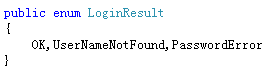 public enum LoginResult
{
    OK,UserNameNotFound,PasswordError
}